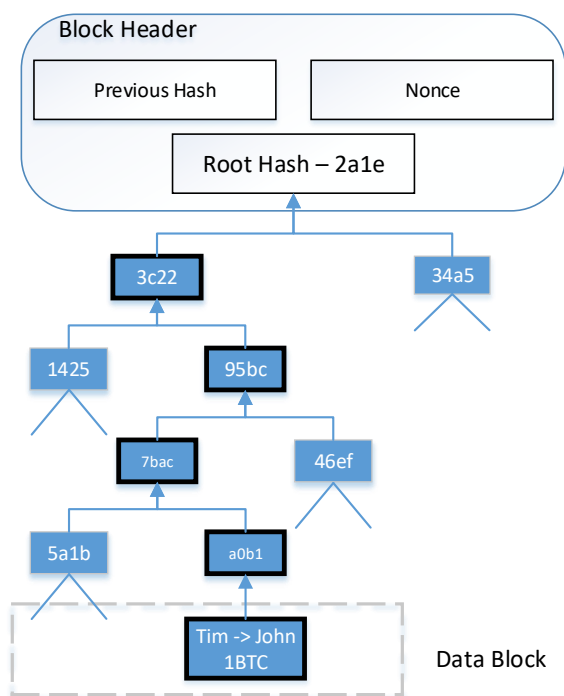 Block Header
Previous Hash
Nonce
Root Hash – 2a1e
3c22
34a5
1425
95bc
7bac
46ef
5a1b
a0b1
Tim -> John
1BTC
Data Block